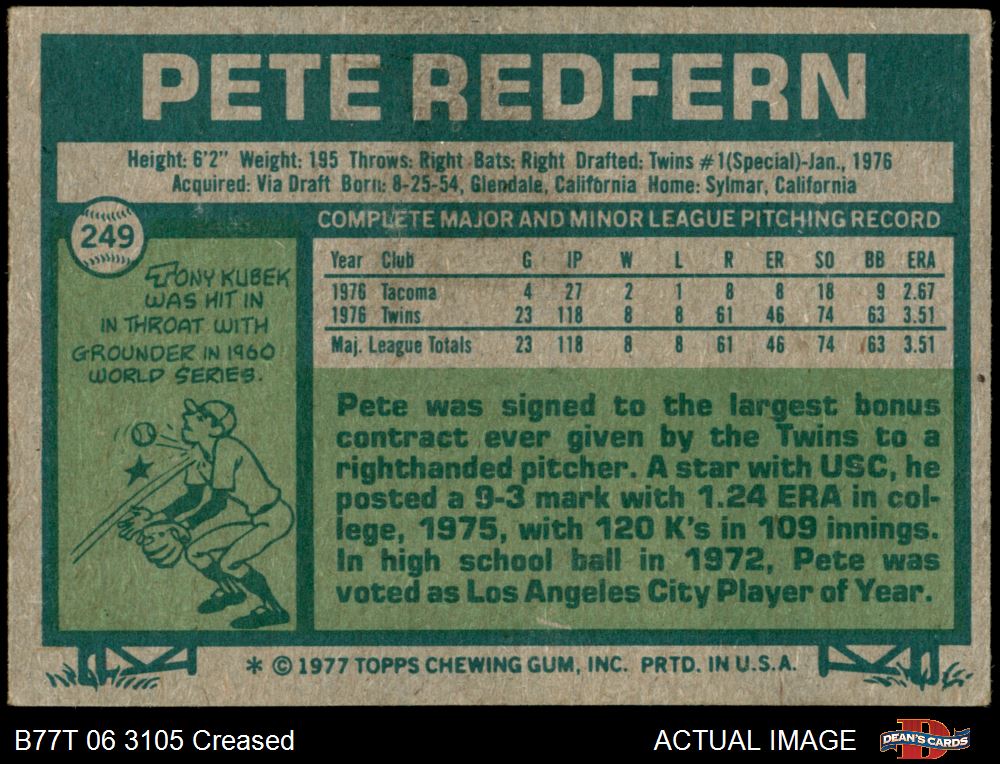 PETE REDFERN
Height: 6'2" Weight: 195 Throws: Right Bats: Right Drafted: Twins #1(Special)-Jan., 1976
Acquired: Via Draft Born: 8-25-54, Glendale, California Home: Sylmar, California
249
TONY KUBEK
WAS HIT IN
IN THROAT WITH
GROUNDER IN 1960
WORLD SERIES.
COMPLETE MAJOR AND MINOR LEAGUE PITCHING RECORD
Year Club G IP W L R ER SO BB ERA
1976 Tacoma 4 27 2 1 8 8 18 9 2.67
1976 Twins 23 118 8 8 61 46 74 63 3.51
Maj. League Totals 23 118 8 8 61 46 74 63 3.51
Pete was signed to the largest bonus
contract ever given by the Twins to a
righthanded pitcher. A star with USC, he
posted a 9-3 mark with 1.24 ERA in col-
lege, 1975, with 120 K's in 109 innings.
In high school ball in 1972, Pete was
voted as Los Angeles City Player of Year.
* © 1977 TOPPS CHEWING GUM, INC. PRTD. IN U.S.A.
B77T 06 3105 Creased
ACTUAL IMAGE
D
DEAN'S CARDS